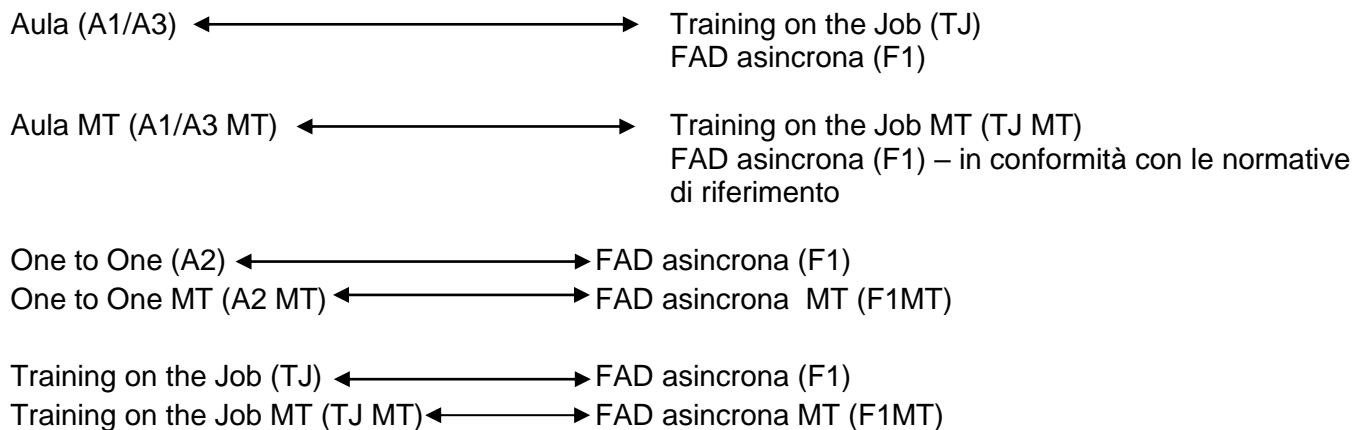 Aula (A1/A3) Training on the Job (TJ)
FAD asincrona (F1)
Aula MT (A1/A3 MT) Training on the Job MT (TJ MT)
FAD asincrona (F1) – in conformità con le normative
di riferimento
One to One (A2) FAD asincrona (F1)
One to One MT (A2 MT) FAD asincrona MT (F1MT)
Training on the Job (TJ) FAD asincrona (F1)
Training on the Job MT (TJ MT) FAD asincrona MT (F1MT)